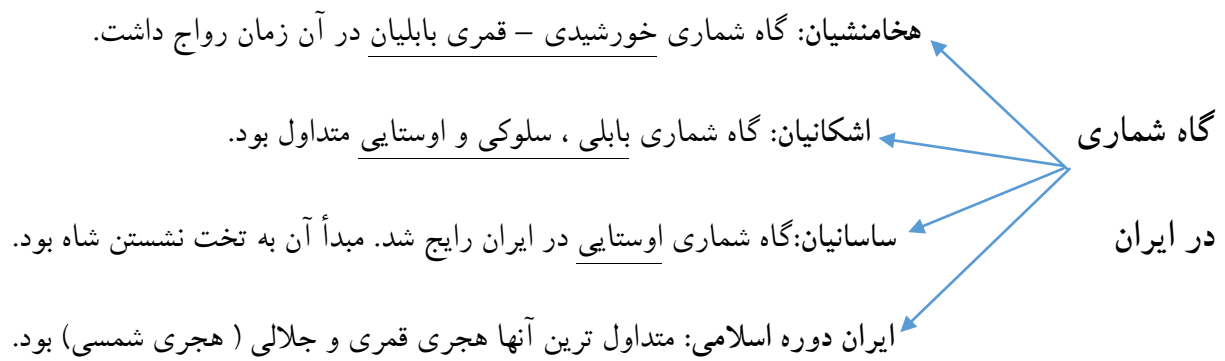 هخامنشیان: گاه شماری خورشیدی – قمری بابلیان در آن زمان رواج داشت.
گاه شماری
اشکانیان: گاه شماری بابلی ، سلوکی و اوستایی متداول بود.
در ایران
ساسانیان:گاه شماری اوستایی در ایران رایج شد. مبدأ آن به تخت نشستن شاه بود.
ایران دوره اسلامی: متداول ترین آنها هجری قمری و جلالی ( هجری شمسی) بود.